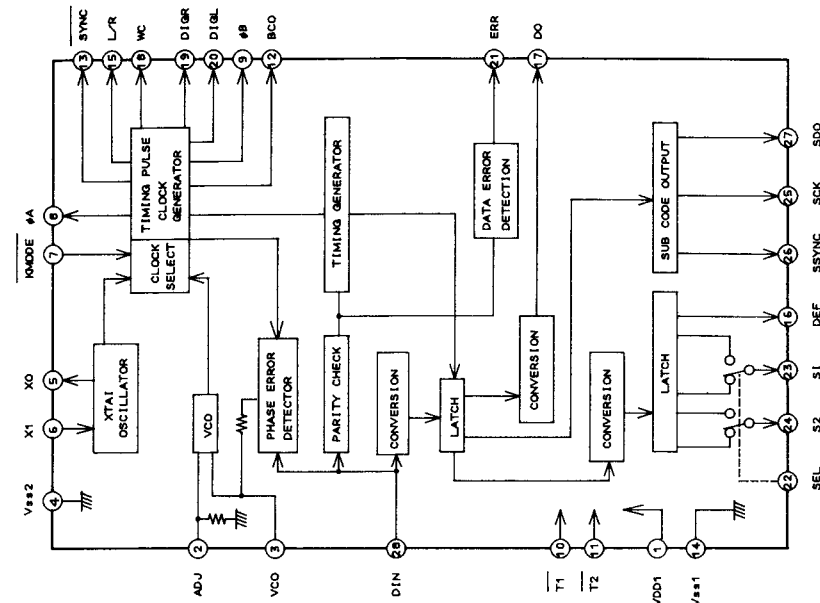 SYNC
L/R
WC
DIGR
DIGL
øB
BCO
ERR
DO
13
15
18
19
20
9
12
21
17
øA
8
KMODE
7
XO
5
X1
6
Vss2
4
TIMING PULSE
CLOCK
GENERATOR
CLOCK
SELECT
XTAI
OSCILLATOR
VCO
PHASE ERROR
DETECTOR
TIMING GENERATOR
PARITY CHECK
DATA ERROR
DETECTION
CONVERSION
LATCH
CONVERSION
CONVERSION
LATCH
SUB CODE OUTPUT
27
SDO
25
SCK
26
SSYNC
16
DEF
23
S1
24
S2
22
SEL
2
3
28
10
11
1
14
ADJ
VCO
DIN
T1
T2
VDD1
Vss1